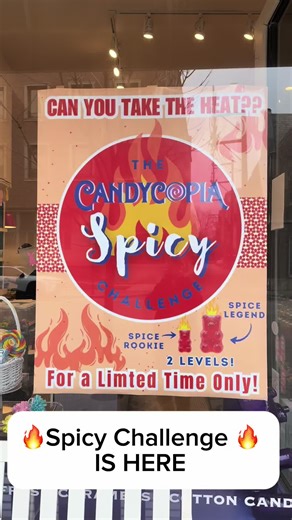 CAN YOU TAKE THE HEAT??
THE
CANDYCOPIA
Spicy
CHALLENGE
SPICE
LEGEND
SPICE
ROOKIE
2 LEVELS!
For a Limted Time Only!
🔥Spicy Challenge 🔥
IS HERE
COTTON CAND